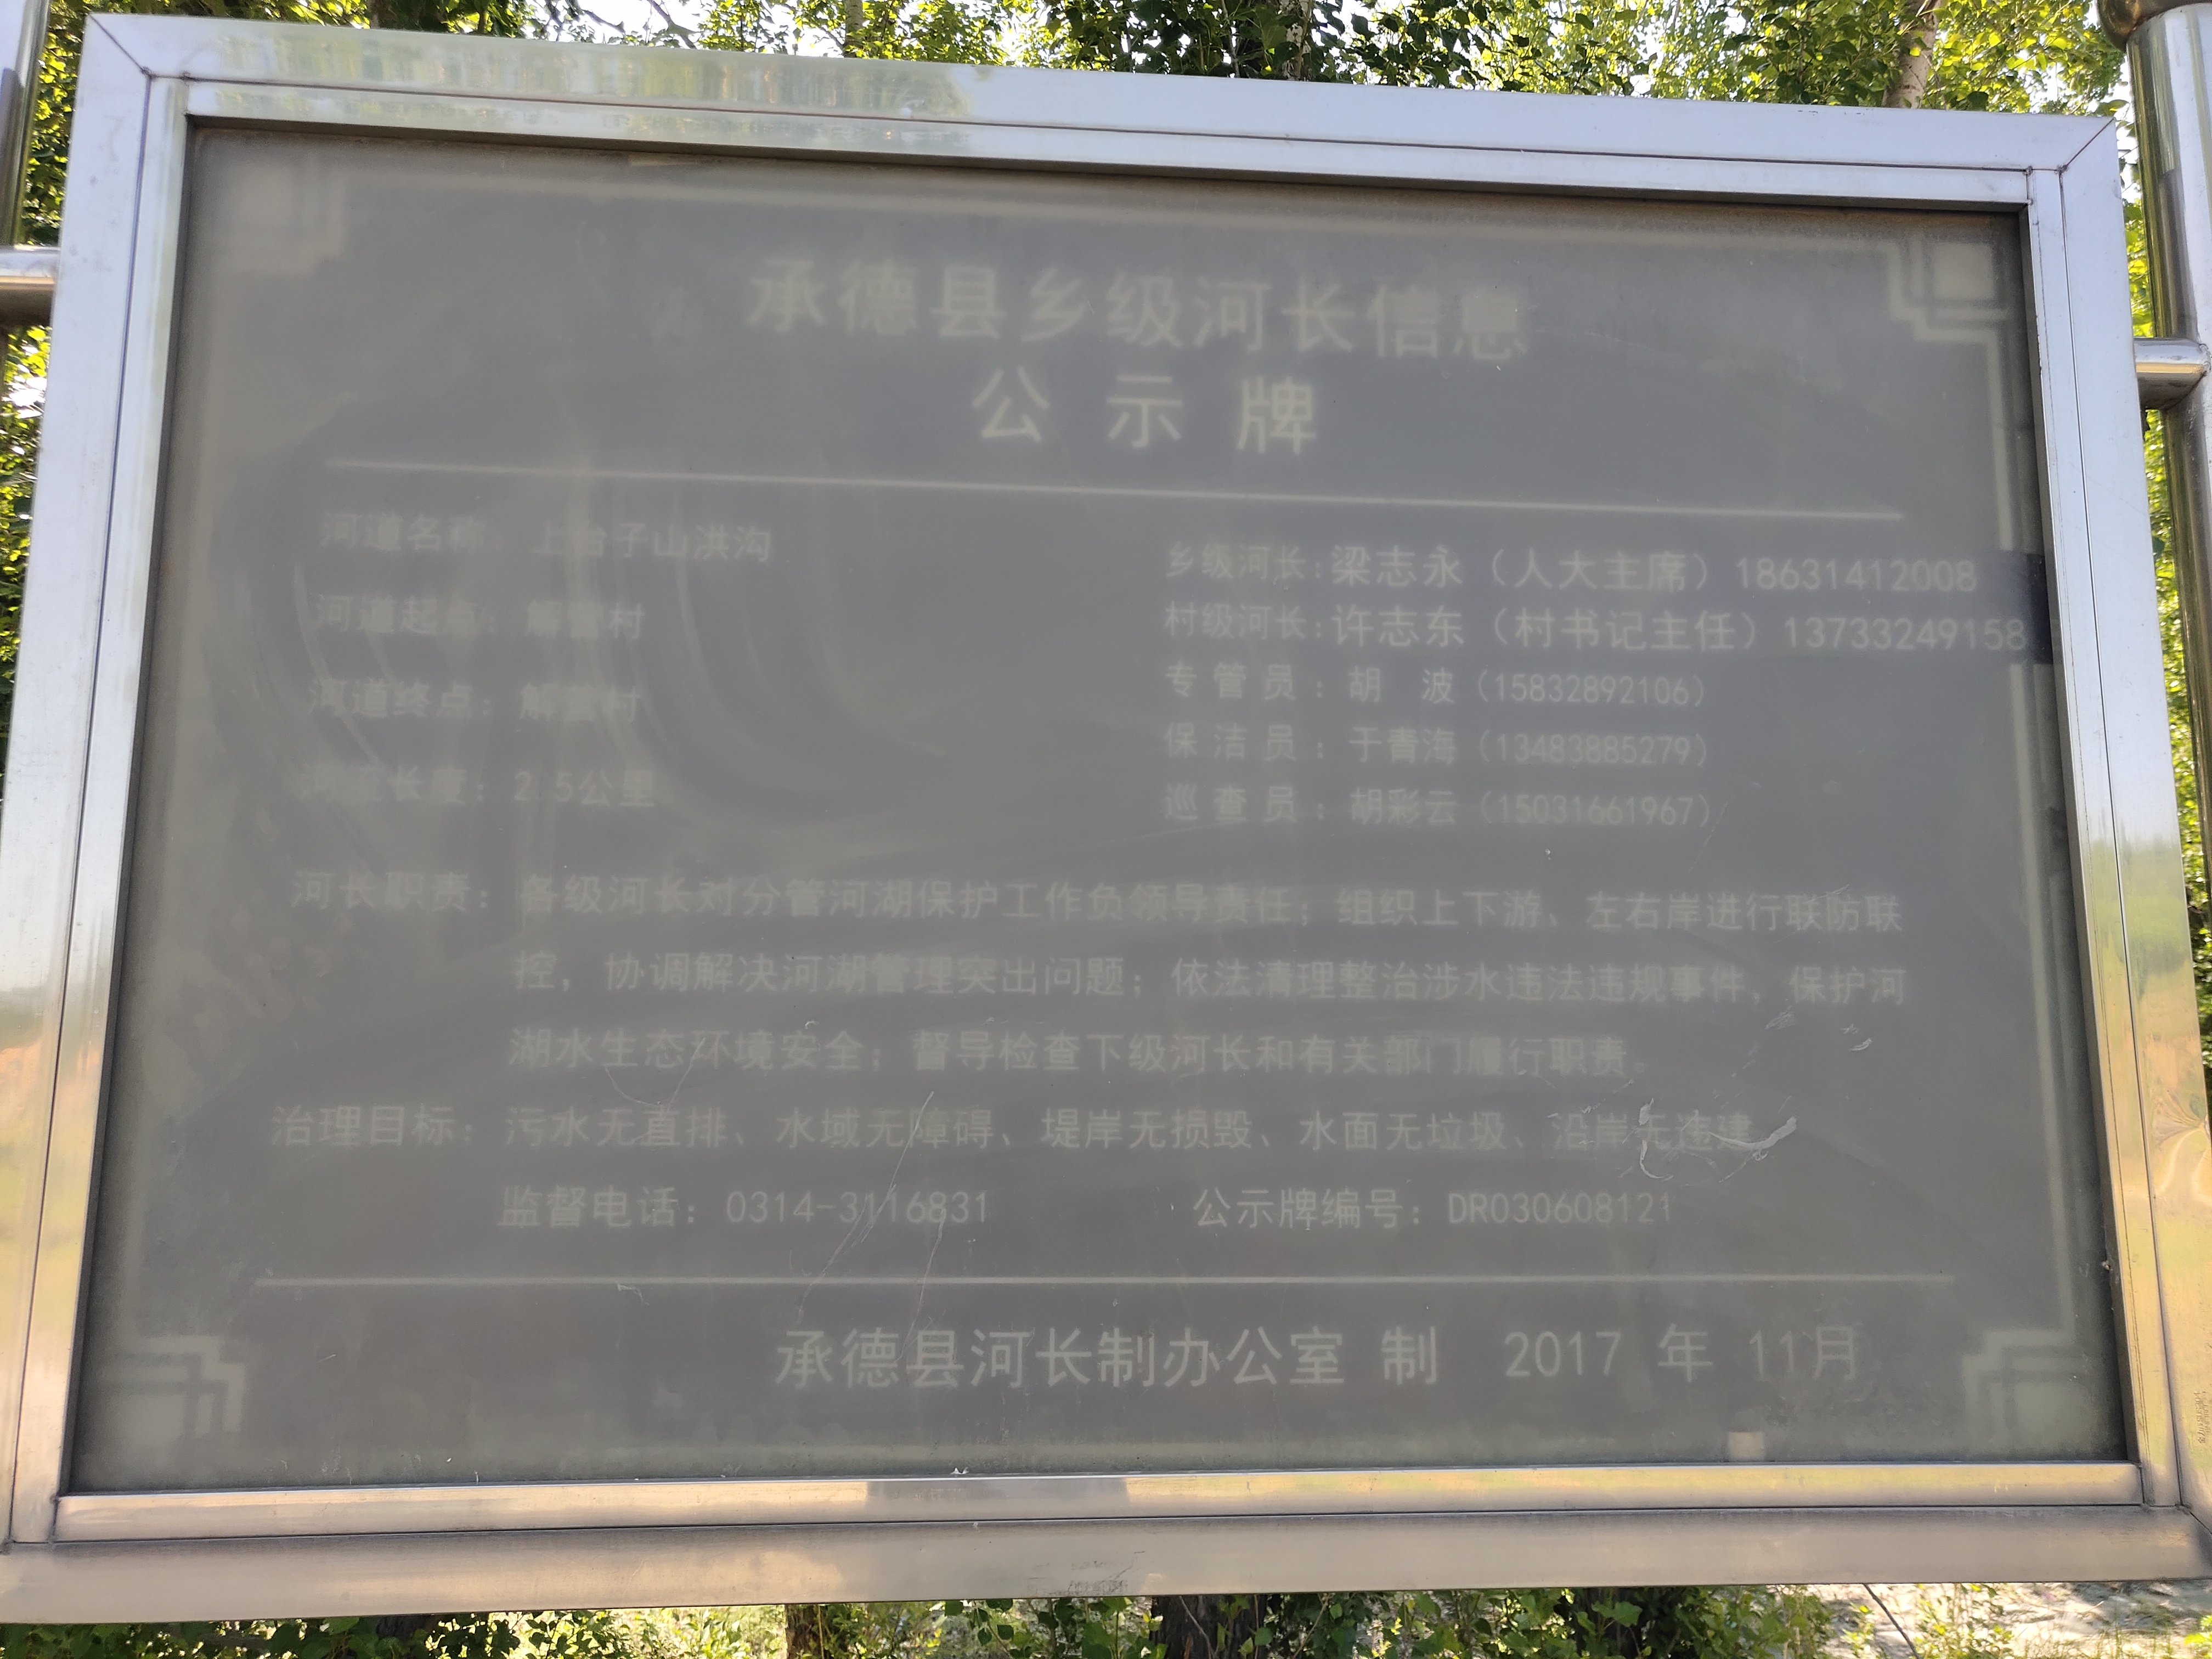 承德县乡级河长信息
公 示 牌
河道名称：上台子山洪沟
河道起点：解营村
河道终点：解营村
河道长度：2.5公里
乡级河长：梁志永（人大主席）18631412008
村级河长：许志东（村书记主任）13733249158
专管员：胡 波（15832892106）
保洁员：于青海（13483885279）
巡查员：胡彩云（15031661967）
河长职责：各级河长对分管河湖保护工作负领导责任；组织上下游、左右岸进行联防联
控，协调解决河湖管理突出问题；依法清理整治涉水违法违规事件，保护河
湖水生态环境安全；督导检查下级河长和有关部门履行职责。
治理目标：污水无直排、水域无障碍、堤岸无损毁、水面无垃圾、沿岸无违建
监督电话：0314-3116831
公示牌编号：DR030608121
承德县河长制办公室 制 2017 年 11月